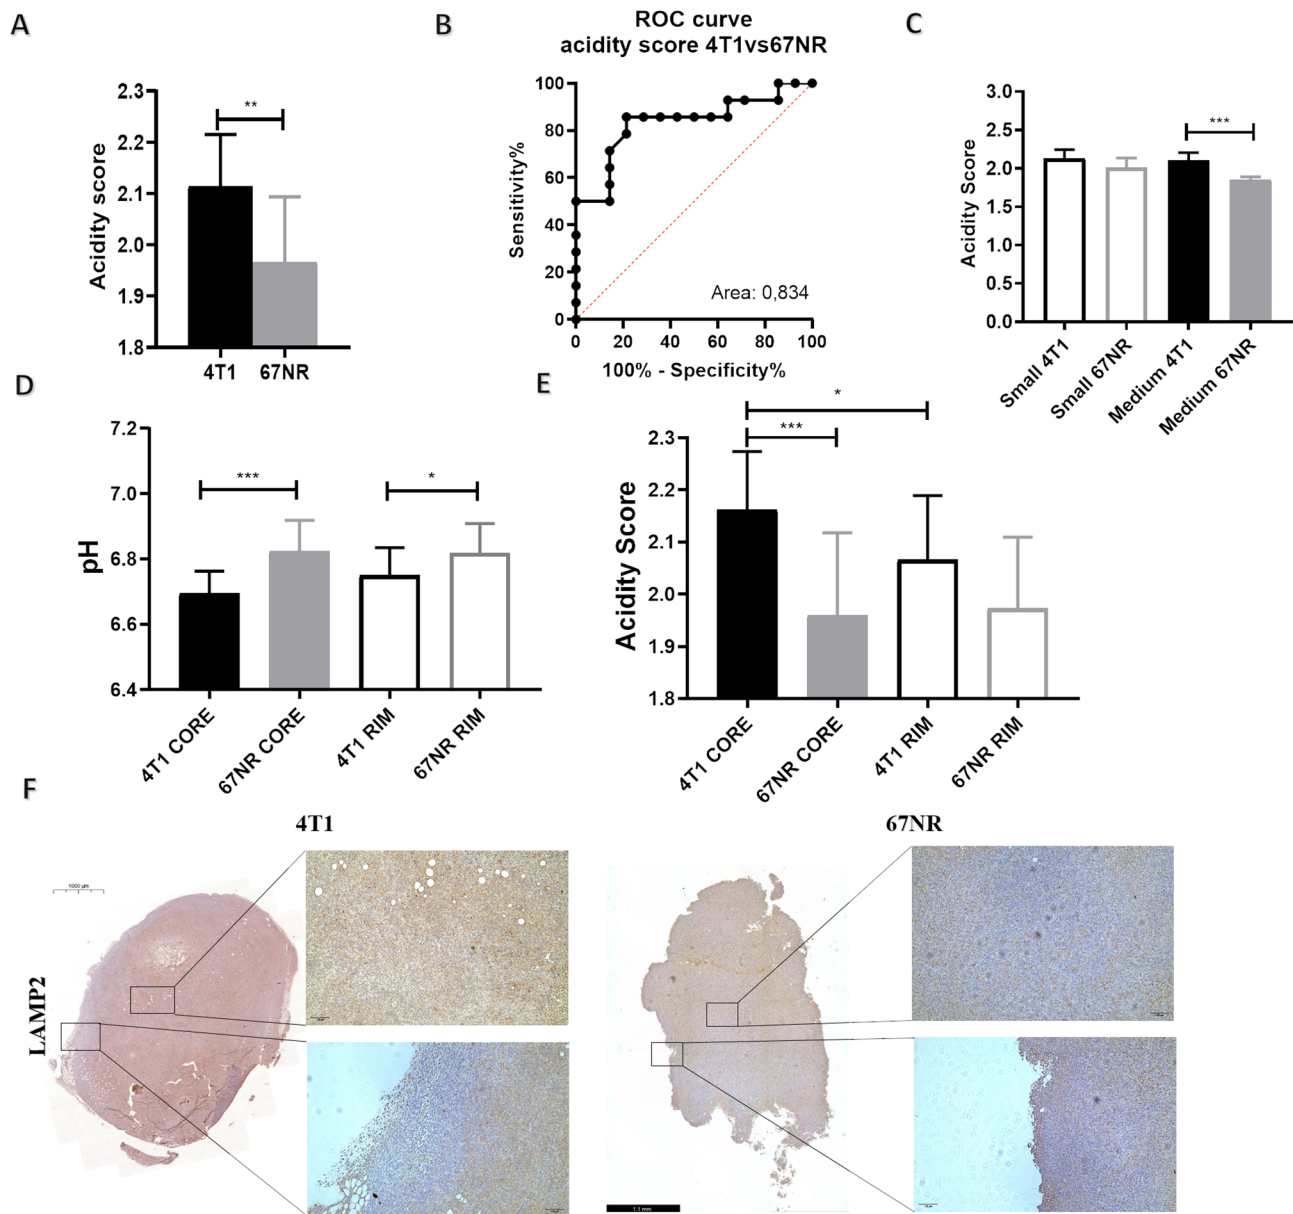 A
2.3
2.2
2.1
2.0
1.9
1.8
Acidity score
**
4T1
67NR
B
ROC curve
acidity score 4T1vs67NR
100
80
60
40
20
0
Sensitivity%
Area: 0,834
0
20
40
60
80
100
100% - Specificity%
C
3.0
2.5
2.0
1.5
1.0
0.5
0.0
Acidity Score
***
Small 4T1
Small 67NR
Medium 4T1
Medium 67NR
D
7.2
7.0
6.8
6.6
6.4
pH
***
*
4T1 CORE
67NR CORE
4T1 RIM
67NR RIM
E
2.3
2.2
2.1
2.0
1.9
1.8
Acidity Score
*
***
4T1 CORE
67NR CORE
4T1 RIM
67NR RIM
F
4T1
67NR
1000 µm
LAMP2
1.1 mm